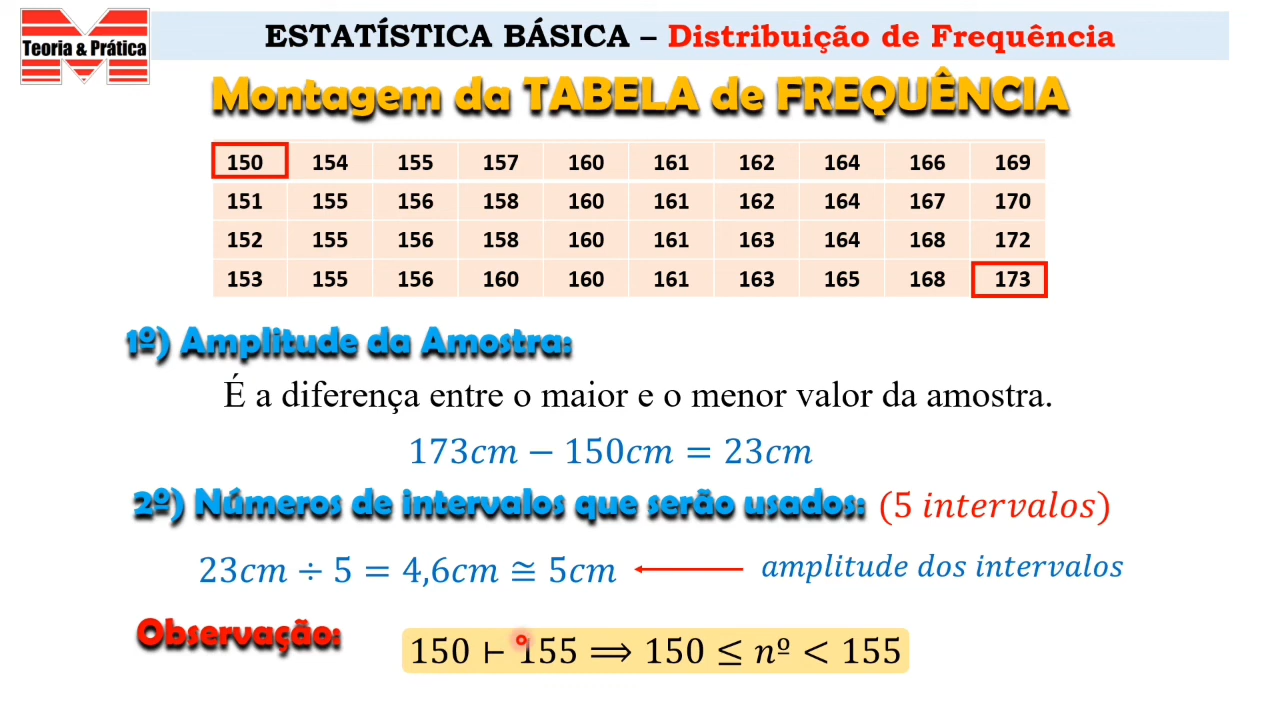 Teoria & Prática
ESTATÍSTICA BÁSICA – Distribuição de Frequência
Montagem da TABELA de FREQUÊNCIA
150 154 155 157 160 161 162 164 166 169
151 155 156 158 160 161 162 164 167 170
152 155 156 158 160 161 163 164 168 172
153 155 156 160 160 161 163 165 168 173
1º) Amplitude da Amostra:
É a diferença entre o maior e o menor valor da amostra.
173cm − 150cm = 23cm
2º) Números de intervalos que serão usados: (5 intervalos)
23cm ÷ 5 = 4,6cm ≅ 5cm ← amplitude dos intervalos
Observação: 150 ⊢ 155 ⟹ 150 ≤ nº < 155